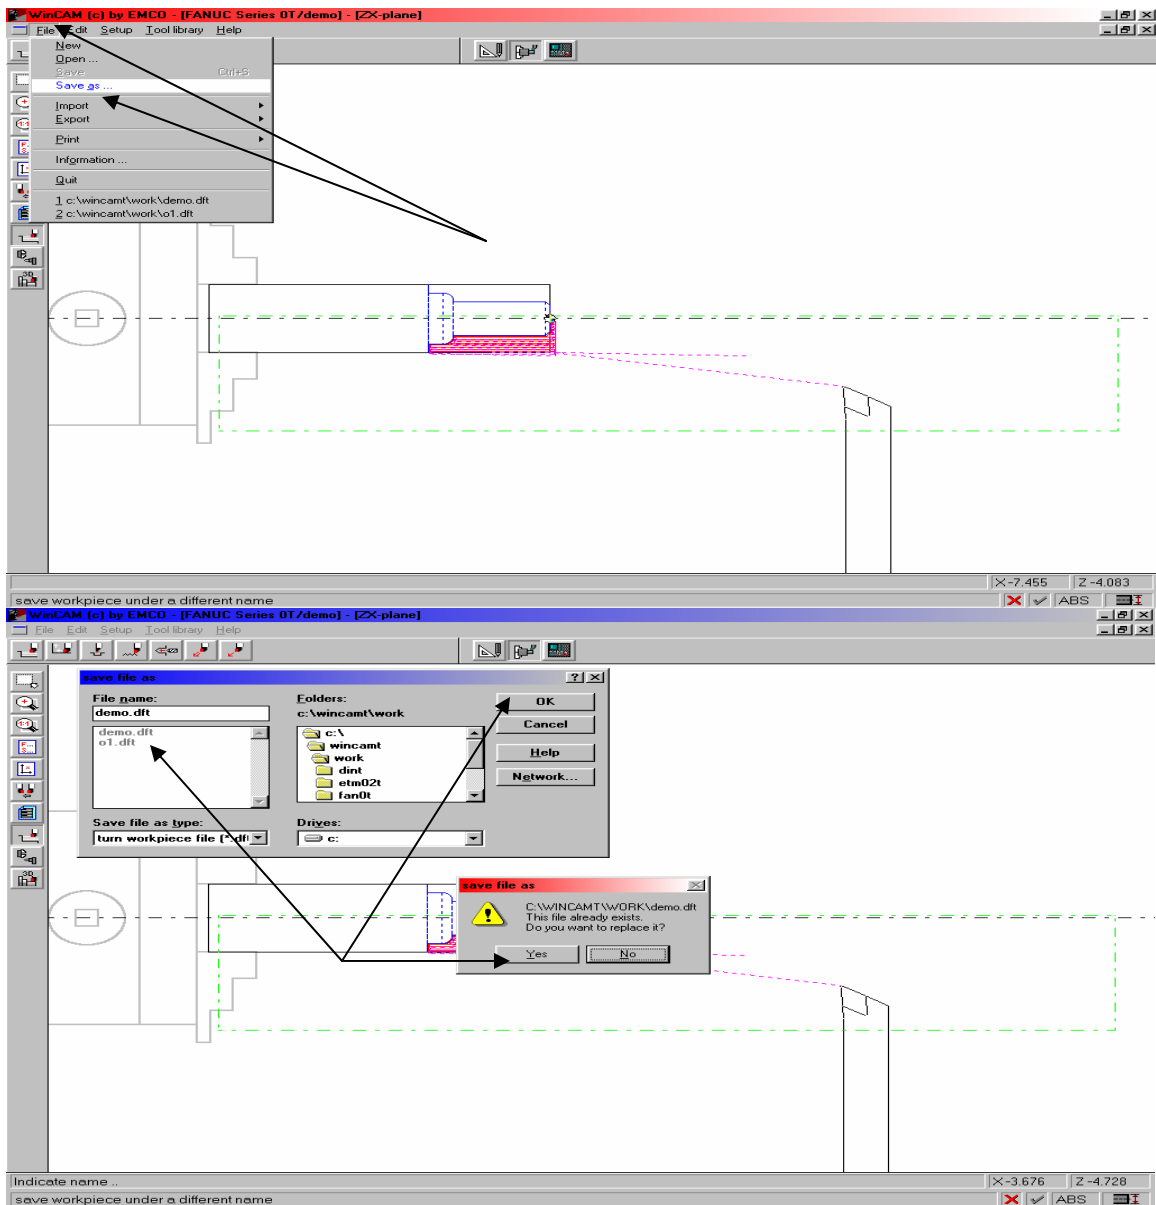 WinCAM (c) by EMCO - [FANUC Series 0T/demo] - [ZX-plane]
File Edit Setup Tool library Help
New
Open ...
Save Ctrl+S
Save as ...
Import
Export
Print
Information ...
Quit
1 c:\wincamt\work\demo.dft
2 c:\wincamt\work\o1.dft
3D
X-7.455 Z-4.083
save workpiece under a different name
ABS
WinCAM (c) by EMCO - [FANUC Series 0T/demo] - [ZX-plane]
File Edit Setup Tool library Help
save file as
File name:
demo.dft
demo.dft
o1.dft
Save file as type:
turn workpiece file (*.df
Folders:
c:\wincamt\work
c:\
wincamt
work
dint
etm02t
fan0t
Drives:
c:
OK
Cancel
Help
Network...
3D
save file as
C:\WINCAMT\WORK\demo.dft
This file already exists.
Do you want to replace it?
Yes No
Indicate name ..
X-3.676 Z-4.728
save workpiece under a different name
ABS